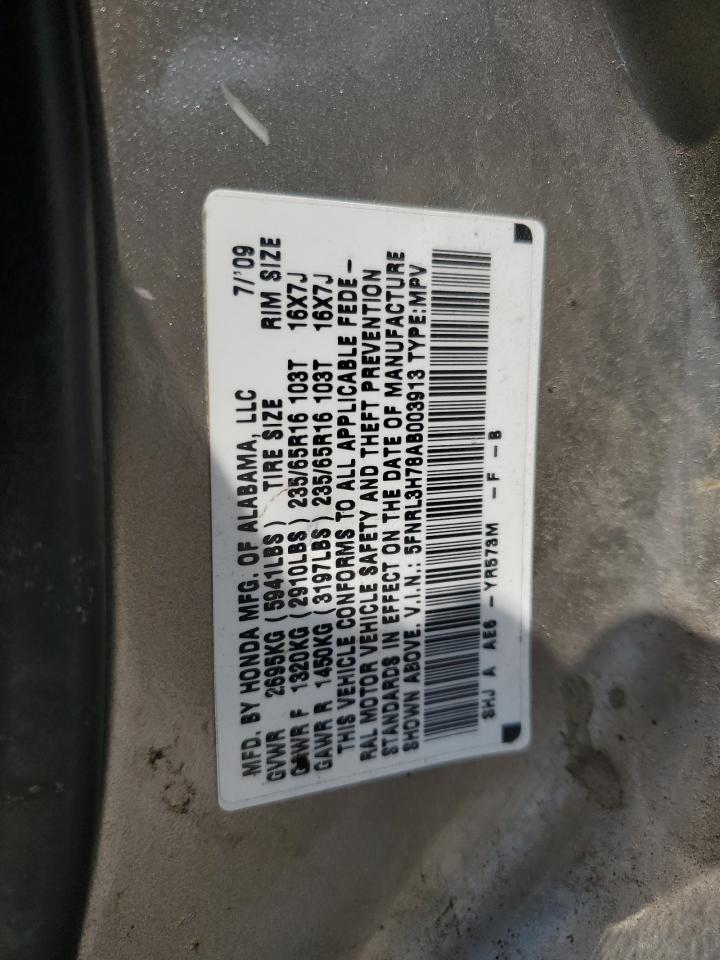 MFD. BY HONDA MFG. OF ALABAMA, LLC 7/'09
GVWR 2695KG (5941LBS) TIRE SIZE RIM SIZE
GAWR F 1320KG (2910LBS) 235/65R16 103T 16X7J
GAWR R 1450KG (3197LBS) 235/65R16 103T 16X7J
THIS VEHICLE CONFORMS TO ALL APPLICABLE FEDE-
RAL MOTOR VEHICLE SAFETY AND THEFT PREVENTION
STANDARDS IN EFFECT ON THE DATE OF MANUFACTURE
SHOWN ABOVE. V.I.N.: 5FNRL3H78AB003913 TYPE:MPV
SHJ A AE6 -YR573M -F -B